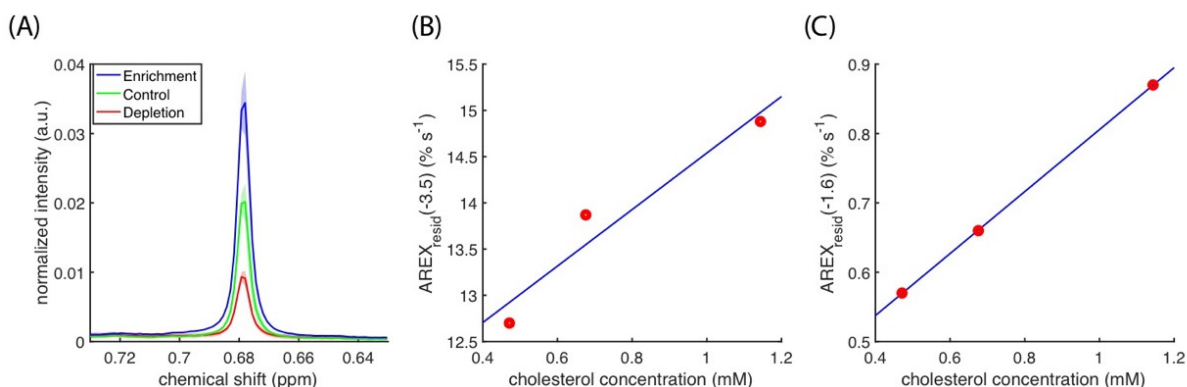 (A)
0.04
0.03
0.02
0.01
0
normalized intensity (a.u.)
Enrichment
Control
Depletion
0.72
0.7
0.68
0.66
0.64
chemical shift (ppm)
(B)
15.5
15
14.5
14
13.5
13
12.5
AREX_resid(-3.5) (% s⁻¹)
0.4
0.6
0.8
1
1.2
cholesterol concentration (mM)
(C)
0.9
0.8
0.7
0.6
0.5
AREX_resid(-1.6) (% s⁻¹)
0.4
0.6
0.8
1
1.2
cholesterol concentration (mM)